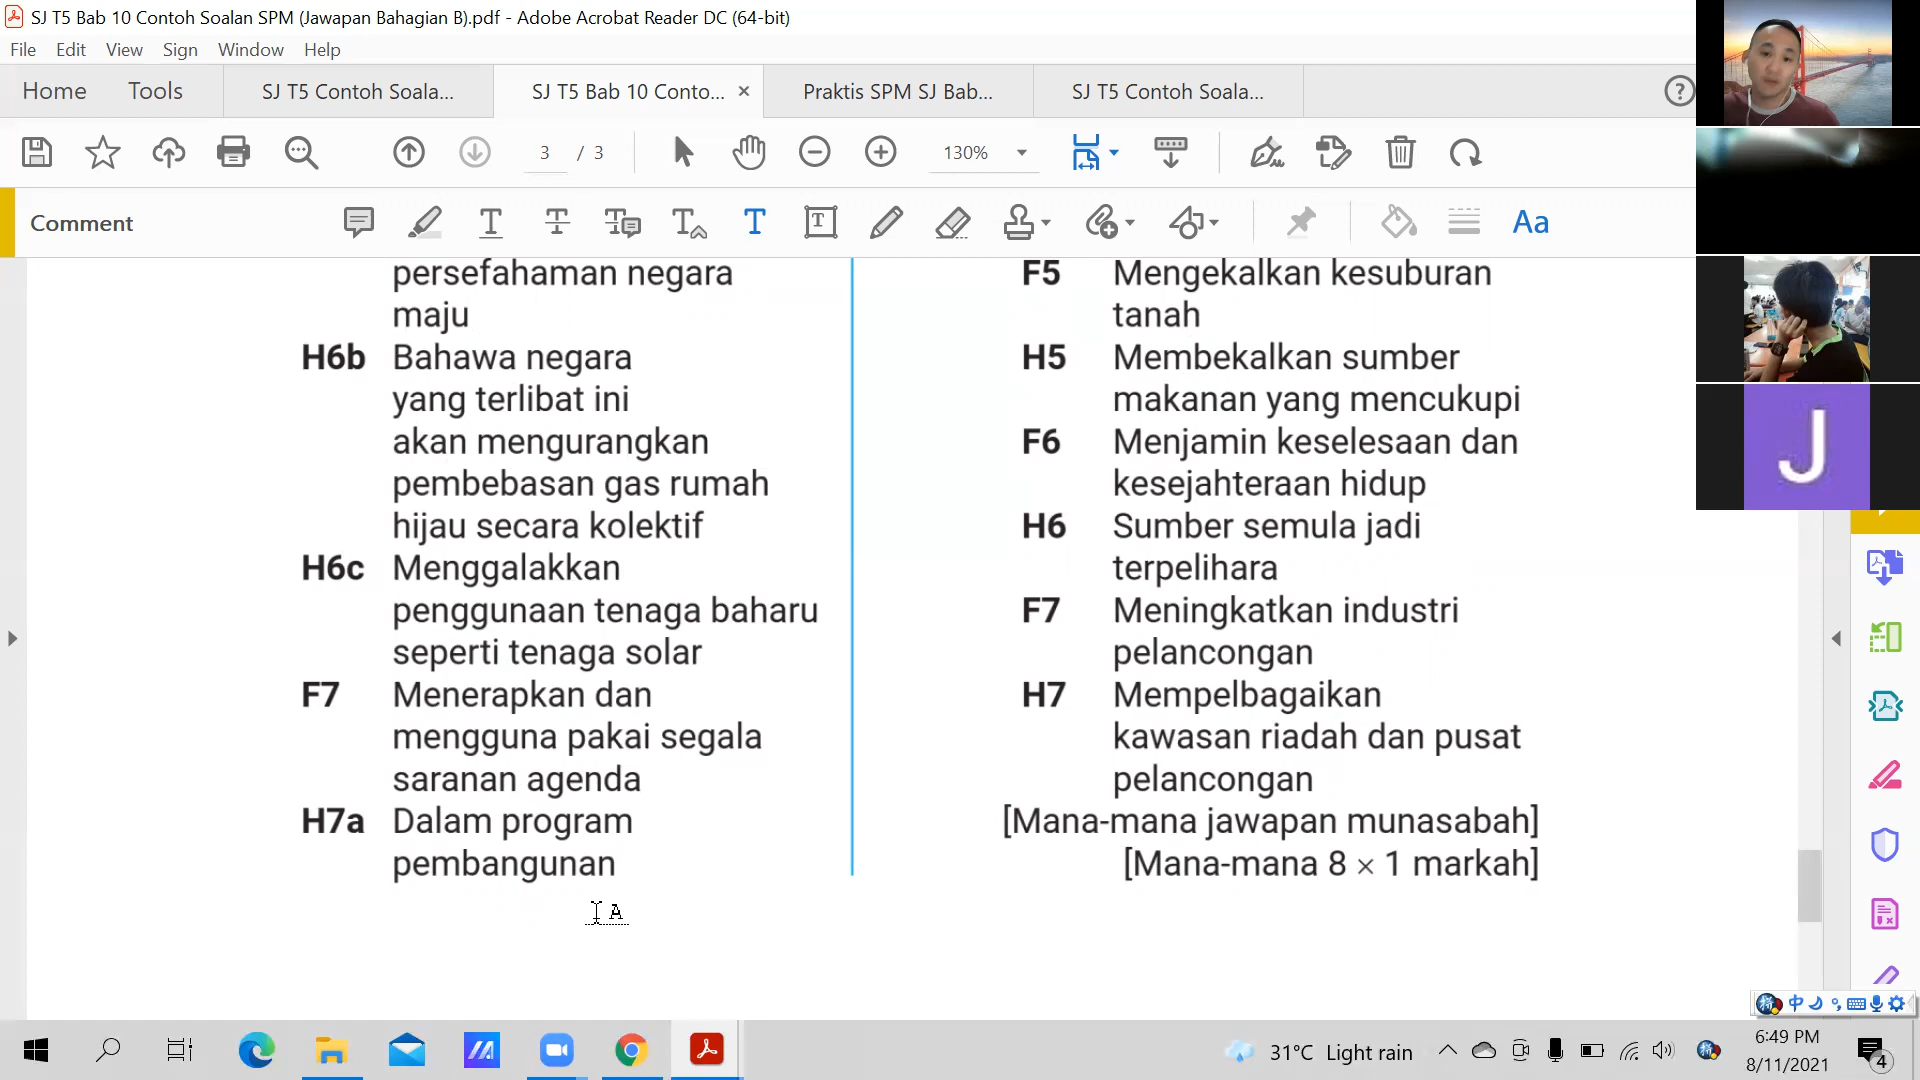 SJ T5 Bab 10 Contoh Soalan SPM (Jawapan Bahagian B).pdf - Adobe Acrobat Reader DC (64-bit)
File Edit View Sign Window Help
Home Tools SJ T5 Contoh Soala... SJ T5 Bab 10 Conto... × Praktis SPM SJ Bab... SJ T5 Contoh Soala...
3 / 3 130%
Comment
Aa
persefahaman negara
maju
H6b Bahawa negara
yang terlibat ini
akan mengurangkan
pembebasan gas rumah
hijau secara kolektif
H6c Menggalakkan
penggunaan tenaga baharu
seperti tenaga solar
F7 Menerapkan dan
mengguna pakai segala
saranan agenda
H7a Dalam program
pembangunan
F5 Mengekalkan kesuburan
tanah
H5 Membekalkan sumber
makanan yang mencukupi
F6 Menjamin keselesaan dan
kesejahteraan hidup
H6 Sumber semula jadi
terpelihara
F7 Meningkatkan industri
pelancongan
H7 Mempelbagaikan
kawasan riadah dan pusat
pelancongan
[Mana-mana jawapan munasabah]
[Mana-mana 8 × 1 markah]
J
中
31°C Light rain
6:49 PM
8/11/2021
4